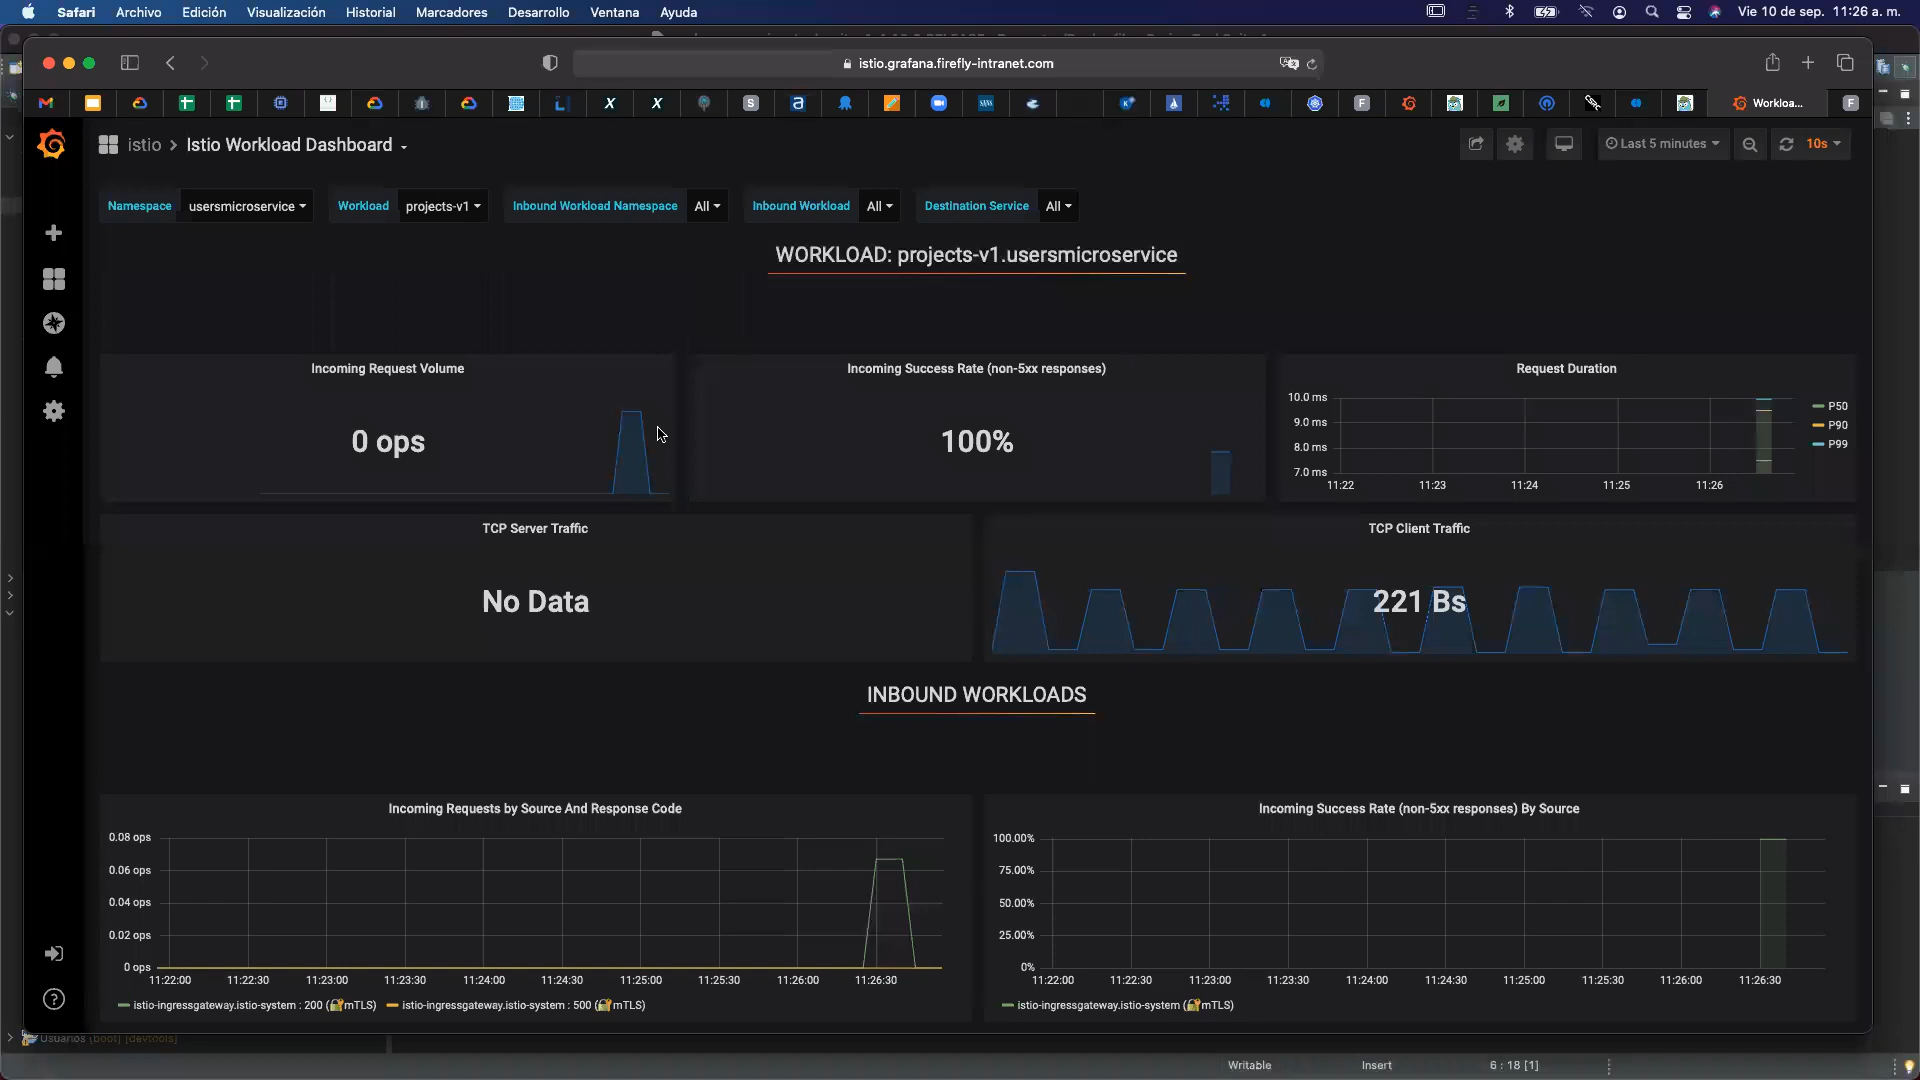 Safari Archivo Edición Visualización Historial Marcadores Desarrollo Ventana Ayuda Vie 10 de sep. 11:26 a. m.
istio.grafana.firefly-intranet.com
Workloa...
istio > Istio Workload Dashboard
Last 5 minutes 10s
Namespace usersmicroservice Workload projects-v1 Inbound Workload Namespace All Inbound Workload All Destination Service All
WORKLOAD: projects-v1.usersmicroservice
Incoming Request Volume
0 ops
Incoming Success Rate (non-5xx responses)
100%
Request Duration
10.0 ms
9.0 ms
8.0 ms
7.0 ms
11:22 11:23 11:24 11:25 11:26
P50
P90
P99
TCP Server Traffic
No Data
TCP Client Traffic
221 Bs
INBOUND WORKLOADS
Incoming Requests by Source And Response Code
0.08 ops
0.06 ops
0.04 ops
0.02 ops
0 ops
11:22:00 11:22:30 11:23:00 11:23:30 11:24:00 11:24:30 11:25:00 11:25:30 11:26:00 11:26:30
istio-ingressgateway.istio-system : 200 (🔐mTLS) istio-ingressgateway.istio-system : 500 (🔐mTLS)
Incoming Success Rate (non-5xx responses) By Source
100.00%
75.00%
50.00%
25.00%
0%
11:22:00 11:22:30 11:23:00 11:23:30 11:24:00 11:24:30 11:25:00 11:25:30 11:26:00 11:26:30
istio-ingressgateway.istio-system (🔐mTLS)
Usuarios (boot) [devtools]
Writable Insert 6 : 18 [1]